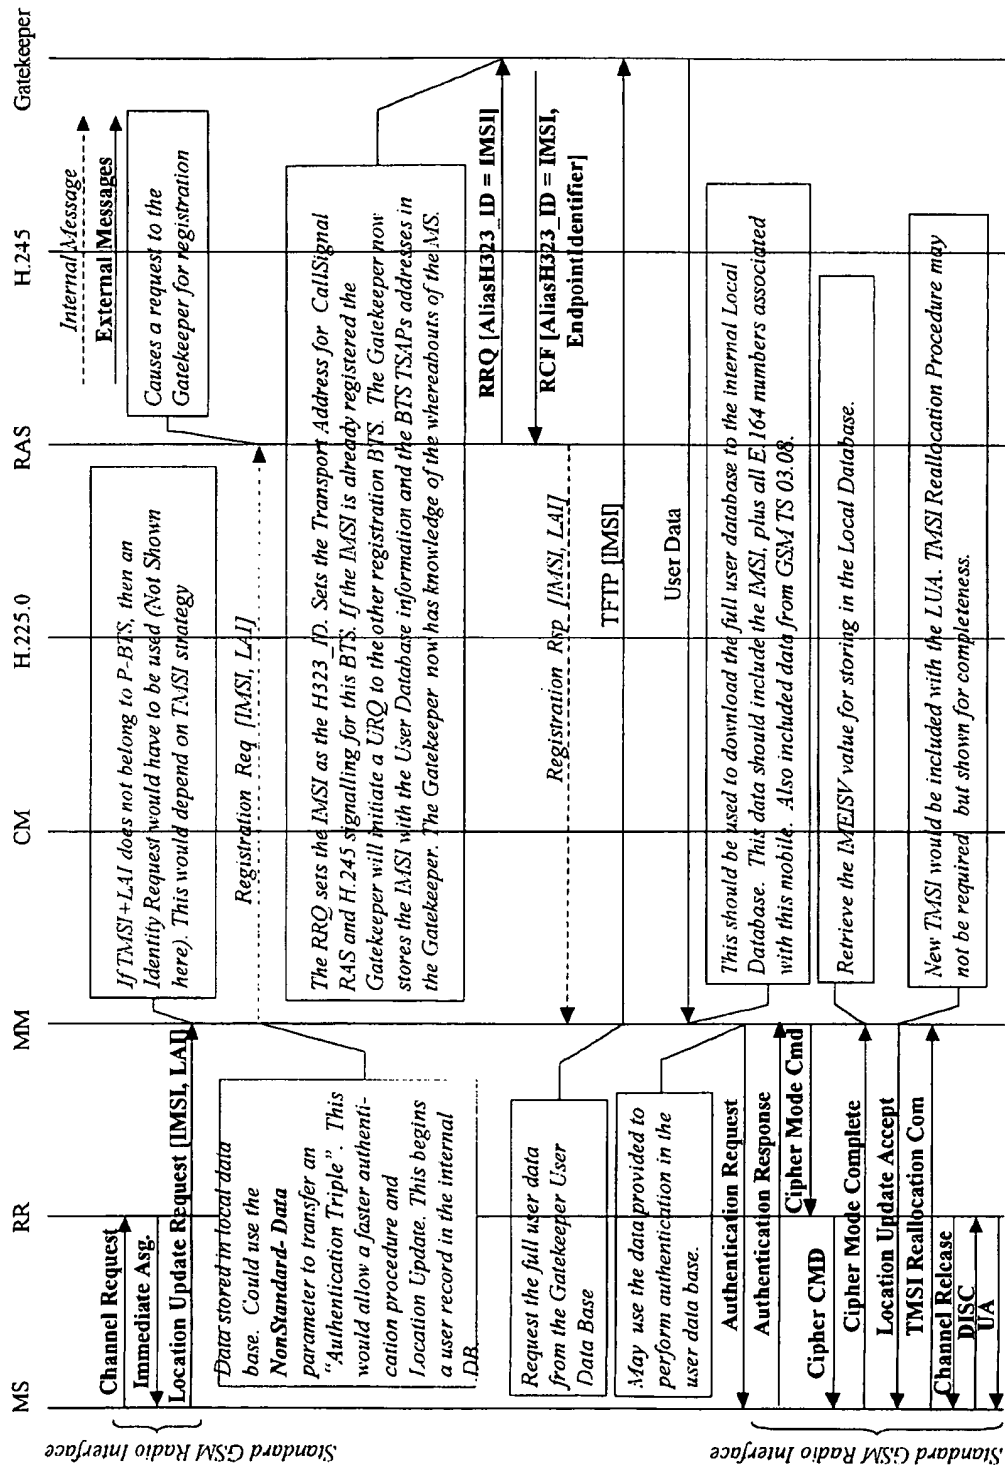 MS
RR
MM
CM
H.225.0
RAS
H.245
Gatekeeper
Internal Message
External Messages
Standard GSM Radio Interface
Channel Request
Immediate Asg.
Location Update Request [IMSI, LAI]
If TMSI+LAI does not belong to P-BTS, then an
Identity Request would have to be used (Not Shown
here). This would depend on TMSI strategy
Causes a request to the
Gatekeeper for registration
Registration Req [IMSI, LAI]
Data stored in local data
base. Could use the
NonStandard- Data
parameter to transfer an
"Authentication Triple". This
would allow a faster authenti-
cation procedure and
Location Update. This begins
a user record in the internal
DB.
The RRQ sets the IMSI as the H323_ID. Sets the Transport Address for CallSignal
RAS and H.245 signalling for this BTS. If the IMSI is already registered the
Gatekeeper will initiate a URQ to the other registration BTS. The Gatekeeper now
stores the IMSI with the User Database information and the BTS TSAPs addresses in
the Gatekeeper. The Gatekeeper now has knowledge of the whereabouts of the MS.
RRQ [AliasH323_ID = IMSI]
RCF [AliasH323_ID = IMSI,
EndpointIdentifier]
Registration Rsp [IMSI, LAI]
Request the full user data
from the Gatekeeper User
Data Base
TFTP [IMSI]
User Data
May use the data provided to
perform authentication in the
user data base.
This should be used to download the full user database to the internal Local
Database. This data should include the IMSI, plus all E.164 numbers associated
with this mobile. Also included data from GSM TS 03.08.
Authentication Request
Authentication Response
Cipher Mode Cmd
Cipher CMD
Cipher Mode Complete
Retrieve the IMEISV value for storing in the Local Database.
Location Update Accept
TMSI Reallocation Com
New TMSI would be included with the LUA. TMSI Reallocation Procedure may
not be required but shown for completeness.
Channel Release
DISC
UA
Standard GSM Radio Interface